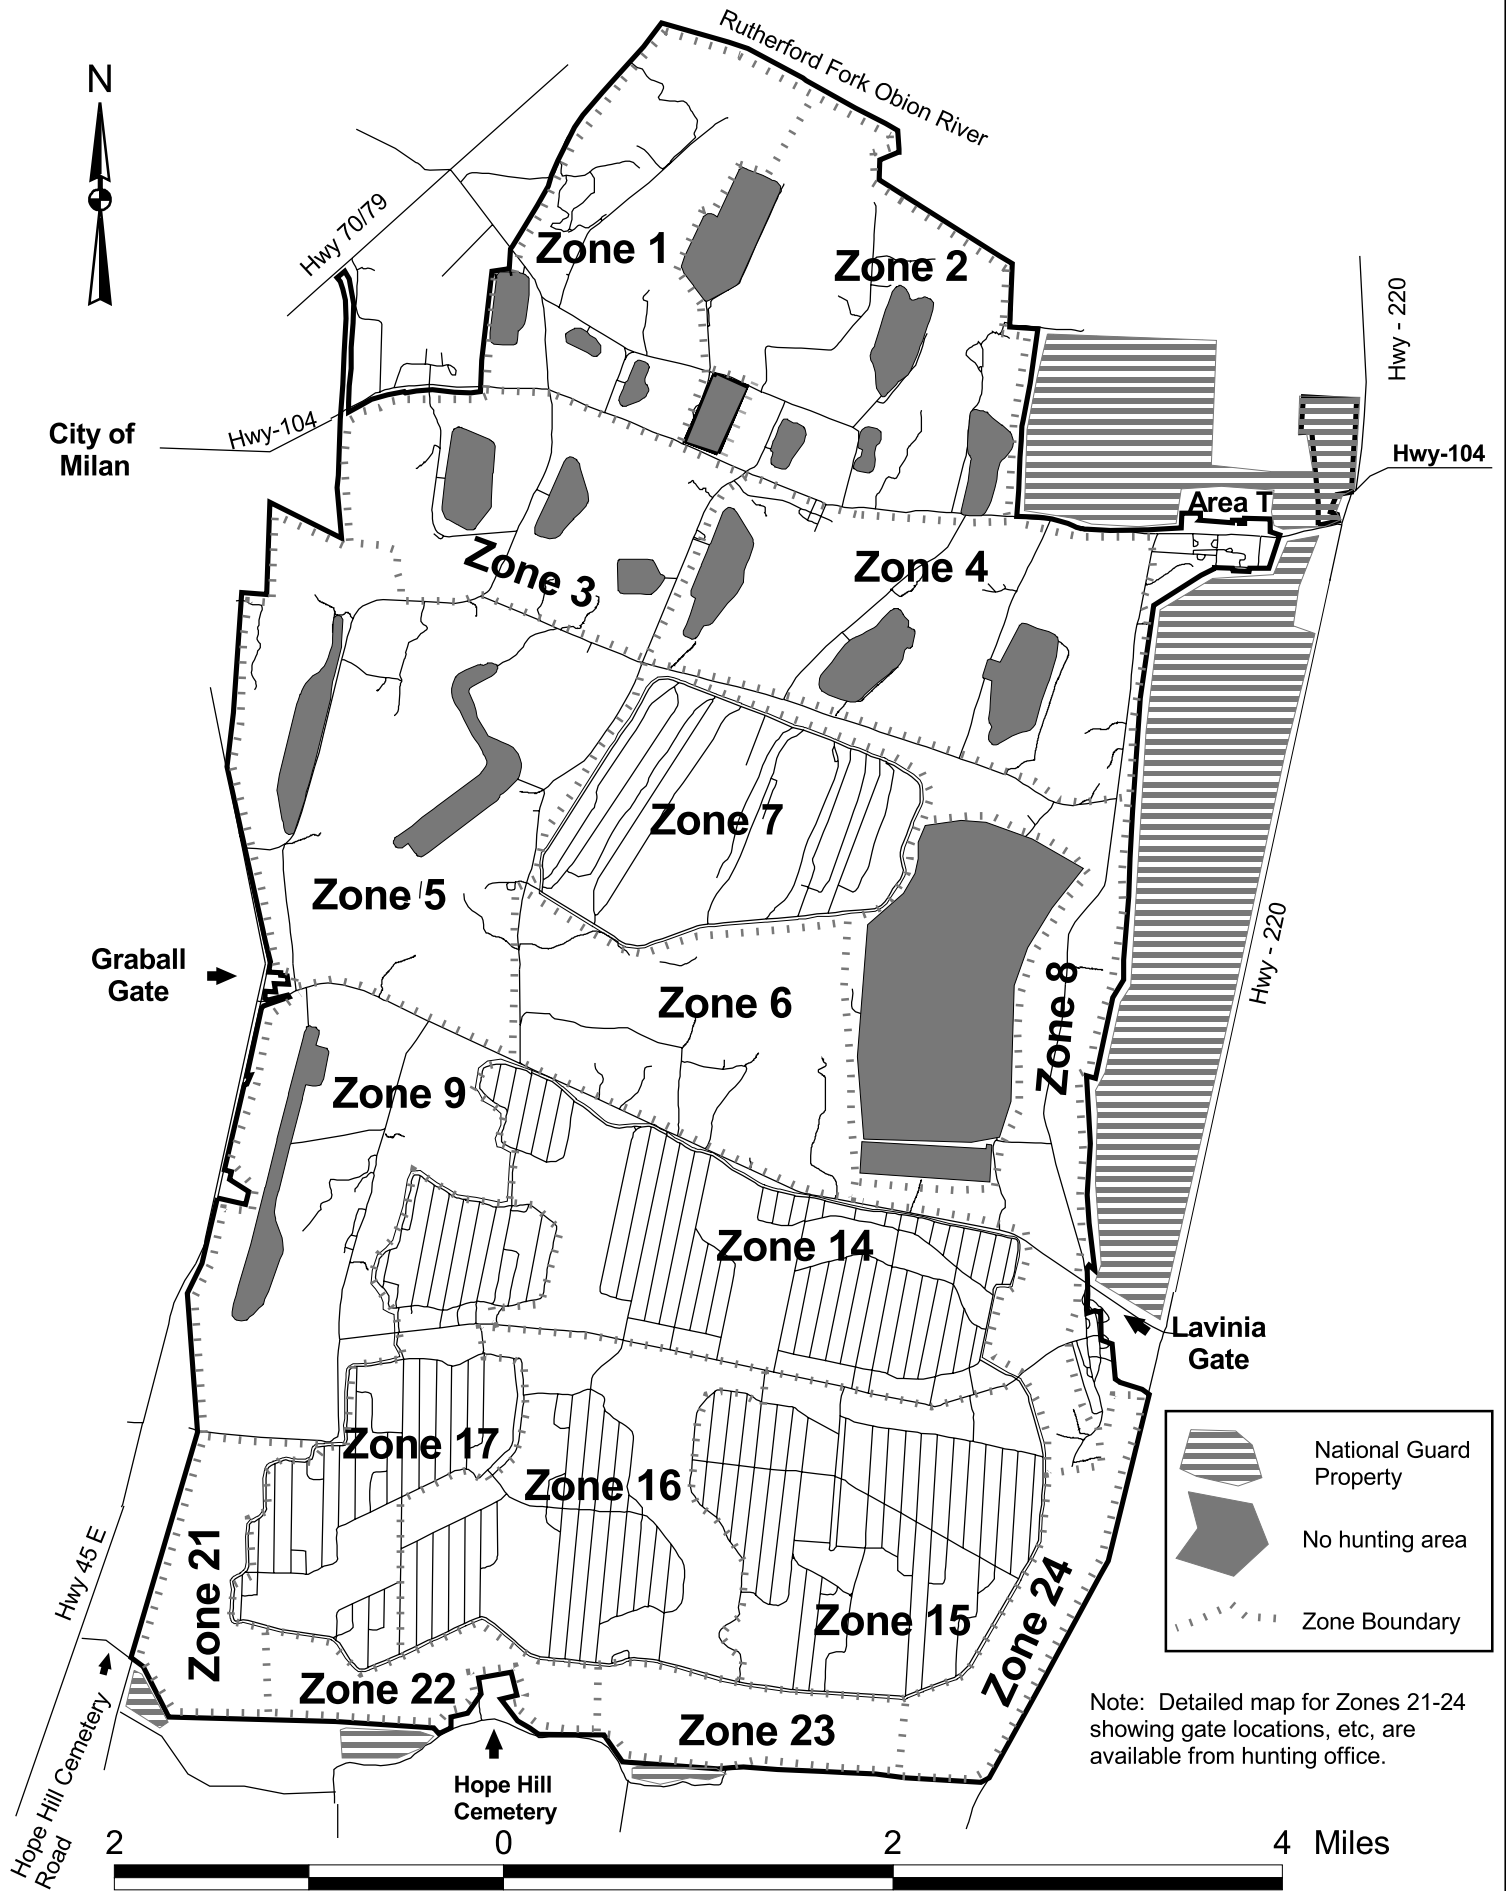 Rutherford Fork Obion River
N
Hwy 70/79
Zone 1
Zone 2
Hwy - 220
City of
Milan
Hwy-104
Hwy-104
Area T
Zone 3
Zone 4
Zone 7
Zone 5
Graball
Gate
Zone 6
Zone 8
Hwy - 220
Zone 9
Zone 14
Lavinia
Gate
Zone 17
Zone 16
Zone 15
Zone 21
Zone 24
Hwy 45 E
Zone 22
Zone 23
Hope Hill Cemetery
Road
Hope Hill
Cemetery
National Guard
Property
No hunting area
Zone Boundary
Note: Detailed map for Zones 21-24
showing gate locations, etc, are
available from hunting office.
2 0 2 4 Miles